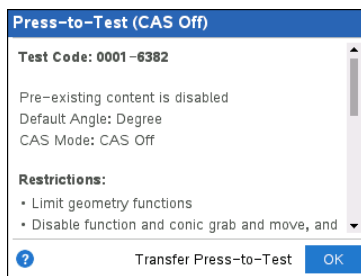 Press-to-Test (CAS Off)
Test Code: 0001-6382
Pre-existing content is disabled
Default Angle: Degree
CAS Mode: CAS Off
Restrictions:
• Limit geometry functions
• Disable function and conic grab and move, and
? Transfer Press-to-Test OK